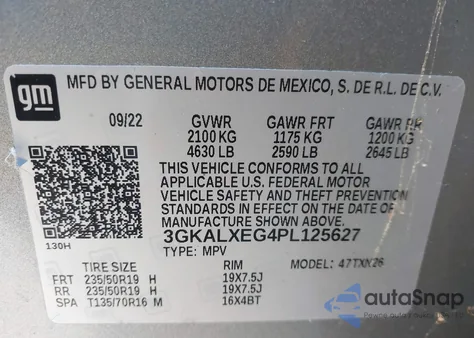 gm
MFD BY GENERAL MOTORS DE MEXICO, S. DE R.L. DE C.V.
09/22 GVWR GAWR FRT GAWR RR
2100 KG 1175 KG 1200 KG
4630 LB 2590 LB 2645 LB
THIS VEHICLE CONFORMS TO ALL
APPLICABLE U.S. FEDERAL MOTOR
VEHICLE SAFETY AND THEFT PREVENTION
STANDARDS IN EFFECT ON THE DATE OF
MANUFACTURE SHOWN ABOVE.
3GKALXEG4PL125627
130H
TYPE: MPV MODEL: 47TXK26
TIRE SIZE RIM
FRT 235/50R19 H 19X7.5J
RR 235/50R19 H 19X7.5J
SPA T135/70R16 M 16X4BT
autoSnap